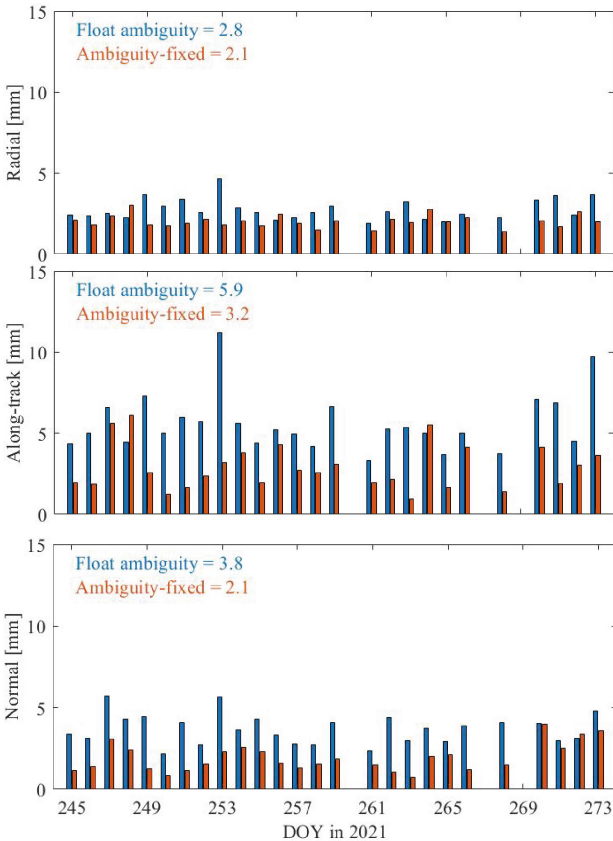 15
Float ambiguity = 2.8
Ambiguity-fixed = 2.1
10
Radial [mm]
5
0
15
Float ambiguity = 5.9
Ambiguity-fixed = 3.2
10
Along-track [mm]
5
0
15
Float ambiguity = 3.8
Ambiguity-fixed = 2.1
10
Normal [mm]
5
0
245 249 253 257 261 265 269 273
DOY in 2021